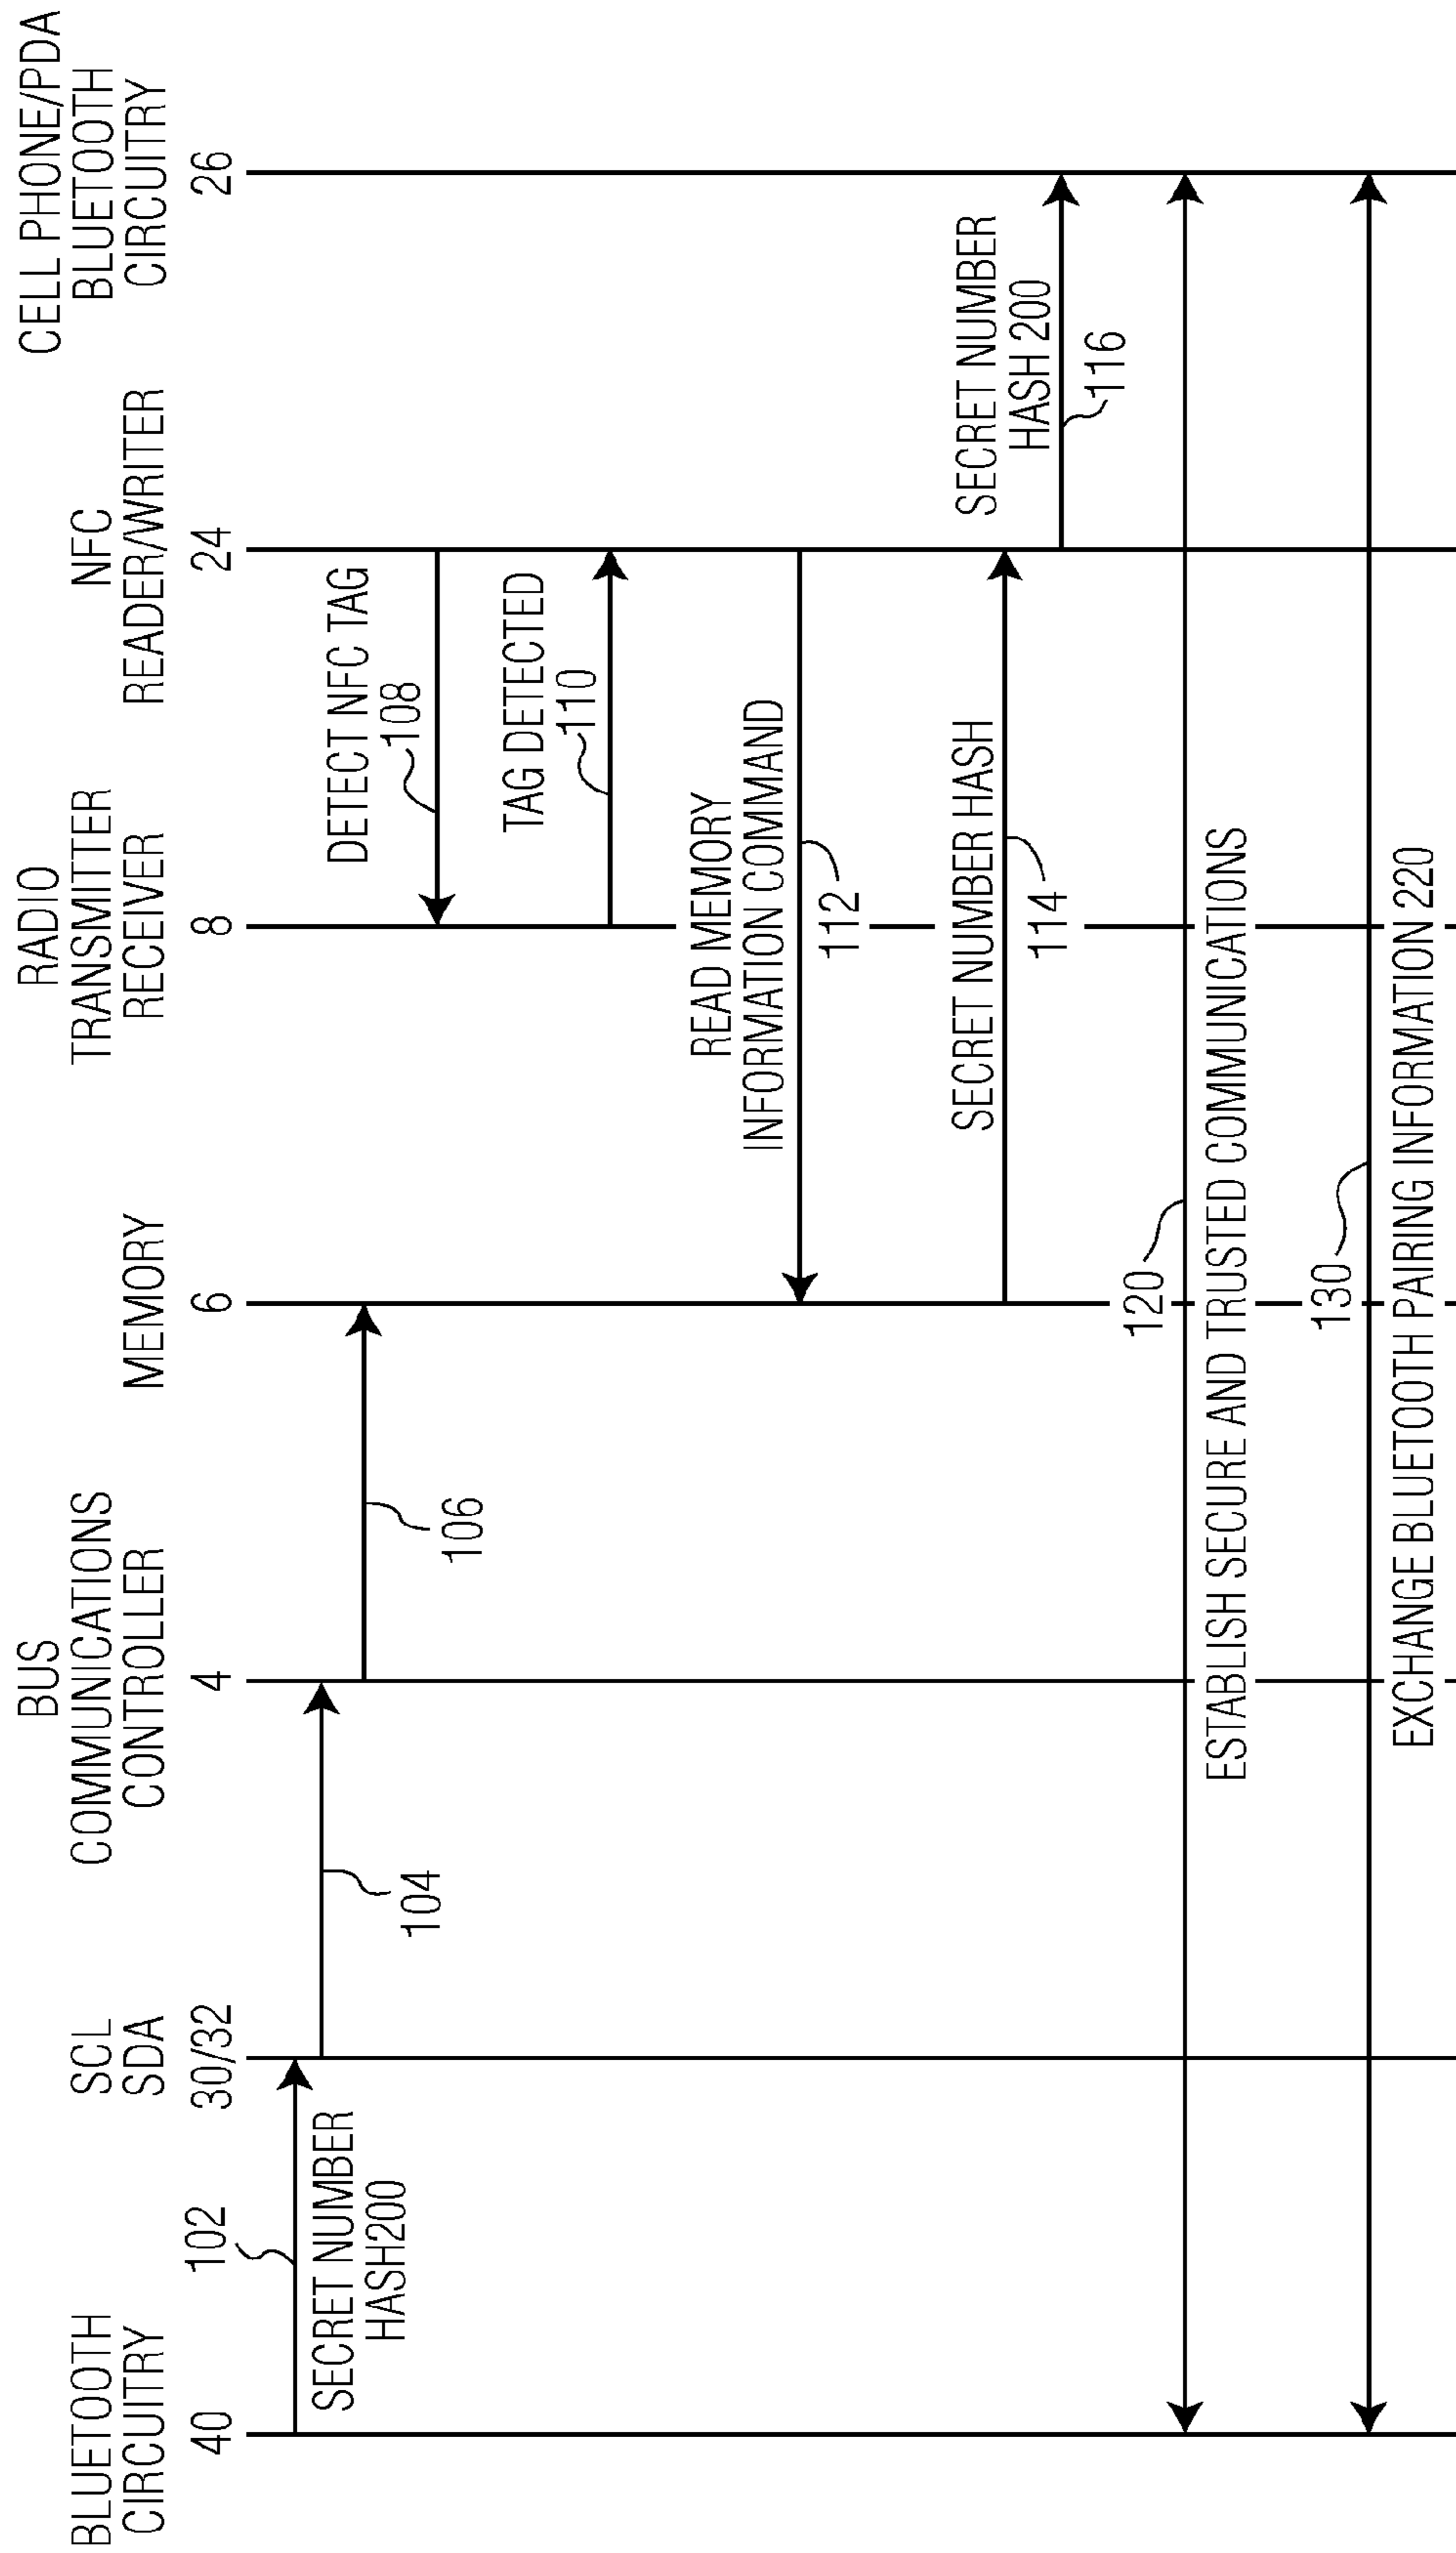 BLUETOOTH
CIRCUITRY
40
SCL
SDA
30/32
BUS
COMMUNICATIONS
CONTROLLER
4
MEMORY
6
RADIO
TRANSMITTER
RECEIVER
8
NFC
READER/WRITER
24
CELL PHONE/PDA
BLUETOOTH
CIRCUITRY
26
102
SECRET NUMBER
HASH200
104
106
DETECT NFC TAG
108
TAG DETECTED
110
READ MEMORY
INFORMATION COMMAND
112
SECRET NUMBER HASH
114
SECRET NUMBER
HASH 200
116
120
ESTABLISH SECURE AND TRUSTED COMMUNICATIONS
130
EXCHANGE BLUETOOTH PAIRING INFORMATION 220